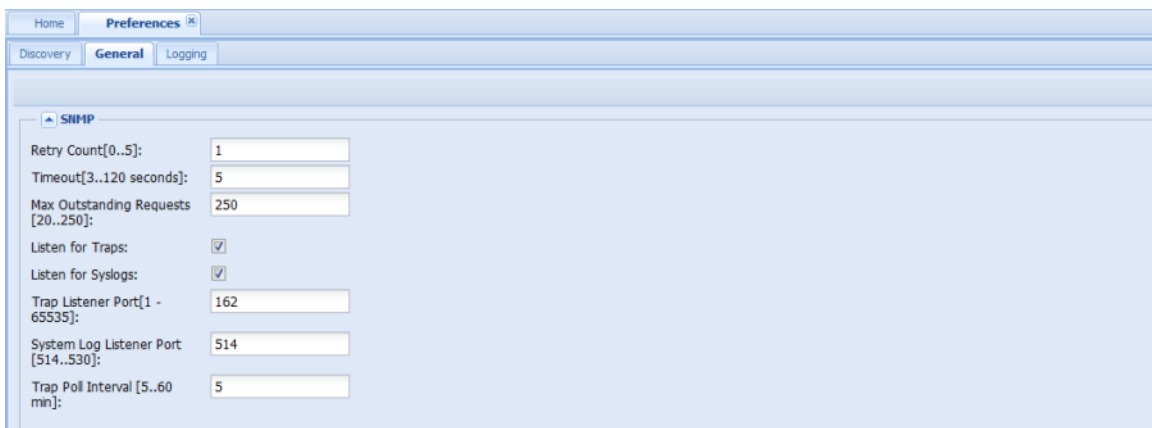 Home
Preferences
Discovery
General
Logging
SNMP
Retry Count[0..5]:
1
Timeout[3..120 seconds]:
5
Max Outstanding Requests
[20..250]:
250
Listen for Traps:
Listen for Syslogs:
Trap Listener Port[1 -
65535]:
162
System Log Listener Port
[514..530]:
514
Trap Poll Interval [5..60
min]:
5